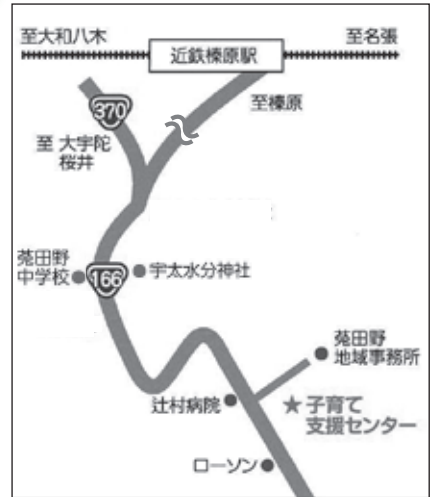 至大和八木
近鉄榛原駅
至名張
370
至榛原
至 大宇陀
桜井
菟田野
中学校
166
宇太水分神社
菟田野
地域事務所
辻村病院
★子育て
支援センター
ローソン